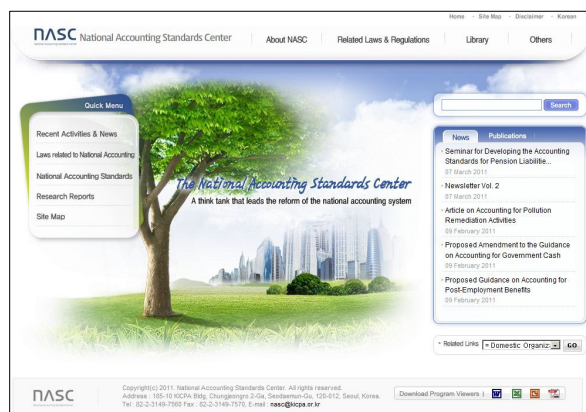 Home · Site Map · Disclaimer · Korean
NASC National Accounting Standards Center
About NASC
Related Laws & Regulations
Library
Others
Quick Menu
Recent Activities & News
Laws related to National Accounting
National Accounting Standards
Research Reports
Site Map
The National Accounting Standards Center
A think tank that leads the reform of the national accounting system
Search
News
Publications
· Seminar for Developing the Accounting
Standards for Pension Liabilitie...
07 March 2011
· Newsletter Vol. 2
07 March 2011
· Article on Accounting for Pollution
Remediation Activities
09 February 2011
· Proposed Amendment to the Guidance
on Accounting for Government Cash
09 February 2011
· Proposed Guidance on Accounting for
Post-Employment Benefits
09 February 2011
Related Links
= Domestic Organiz
GO
NASC
Copyright(c) 2011. National Accounting Standards Center. All rights reserved.
Address : 185-10 KICPA Bldg, Chungjeongro 2-Ga, Seodaemun-Gu, 120-012, Seoul, Korea.
Tel : 82-2-3149-7560 Fax : 82-2-3149-7570, E-mail : nasc@kicpa.or.kr
Download Program Viewers